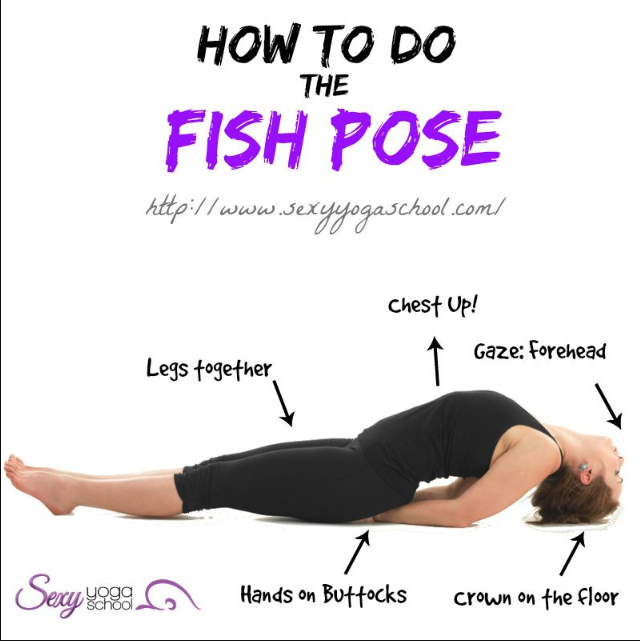 HOW TO DO
THE
FISH POSE
http://www.sexyyogaschool.com/
Chest Up!
Gaze: Forehead
Legs together
Hands on Buttocks
Crown on the floor
Sexy yoga
school